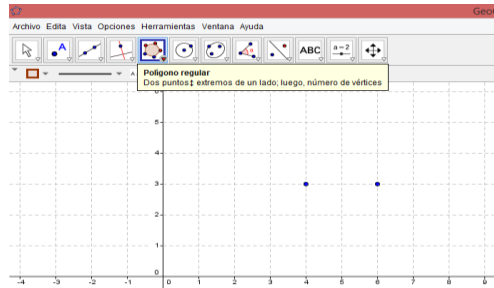 Geo
Archivo Edita Vista Opciones Herramientas Ventana Ayuda
A
ABC
a=2
Poligono regular
Dos puntos‡ extremos de un lado; luego, número de vértices
5
4
3
2
1
0
-4 -3 -2 -1 0 1 2 3 4 5 6 7 8 9